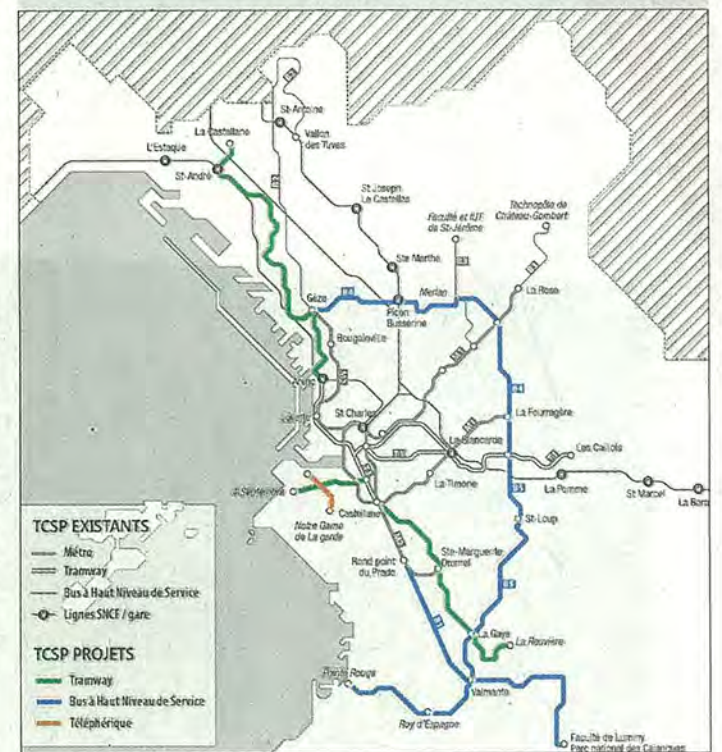 St-Antoine
Vallon
des Tuves
La Castellane
L'Estaque
St-André
St Joseph
Le Castellas
Faculté et IUT
de St-Jérôme
Technopôle de
Château-Gombert
Ste Marthe
Merlan
La Rose
Gèze
Picon
Busserine
Bougainville
St Charles
La Fourragère
La Blancarde
Les Caillols
La Timone
La Pomme
St Marcel
La Barasse
4 Septembre
Castellane
Notre Dame
de La garde
St-Loup
Ste-Marguerite
Dromel
Rond point
du Prado
La Gaye
La Rouvière
Pointe Rouge
Valmante
Roy d'Espagne
Faculté de Luminy
Parc national des Calanques
TCSP EXISTANTS
Métro
Tramway
Bus à Haut Niveau de Service
Lignes SNCF / gare
TCSP PROJETS
Tramway
Bus à Haut Niveau de Service
Téléphérique